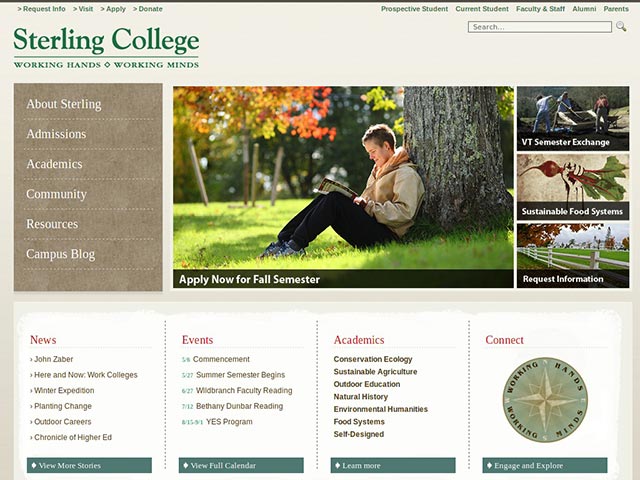 > Request Info > Visit > Apply > Donate
Prospective Student Current Student Faculty & Staff Alumni Parents
Search...
Sterling College
WORKING HANDS ◊ WORKING MINDS
About Sterling
Admissions
Academics
Community
Resources
Campus Blog
Apply Now for Fall Semester
VT Semester Exchange
Sustainable Food Systems
Request Information
News
› John Zaber
› Here and Now: Work Colleges
› Winter Expedition
› Planting Change
› Outdoor Careers
› Chronicle of Higher Ed
♦ View More Stories
Events
5/8 Commencement
5/27 Summer Semester Begins
6/27 Wildbranch Faculty Reading
7/12 Bethany Dunbar Reading
8/15-9/1 YES Program
♦ View Full Calendar
Academics
Conservation Ecology
Sustainable Agriculture
Outdoor Education
Natural History
Environmental Humanities
Food Systems
Self-Designed
♦ Learn more
Connect
WORKING HANDS
WORKING MINDS
♦ Engage and Explore